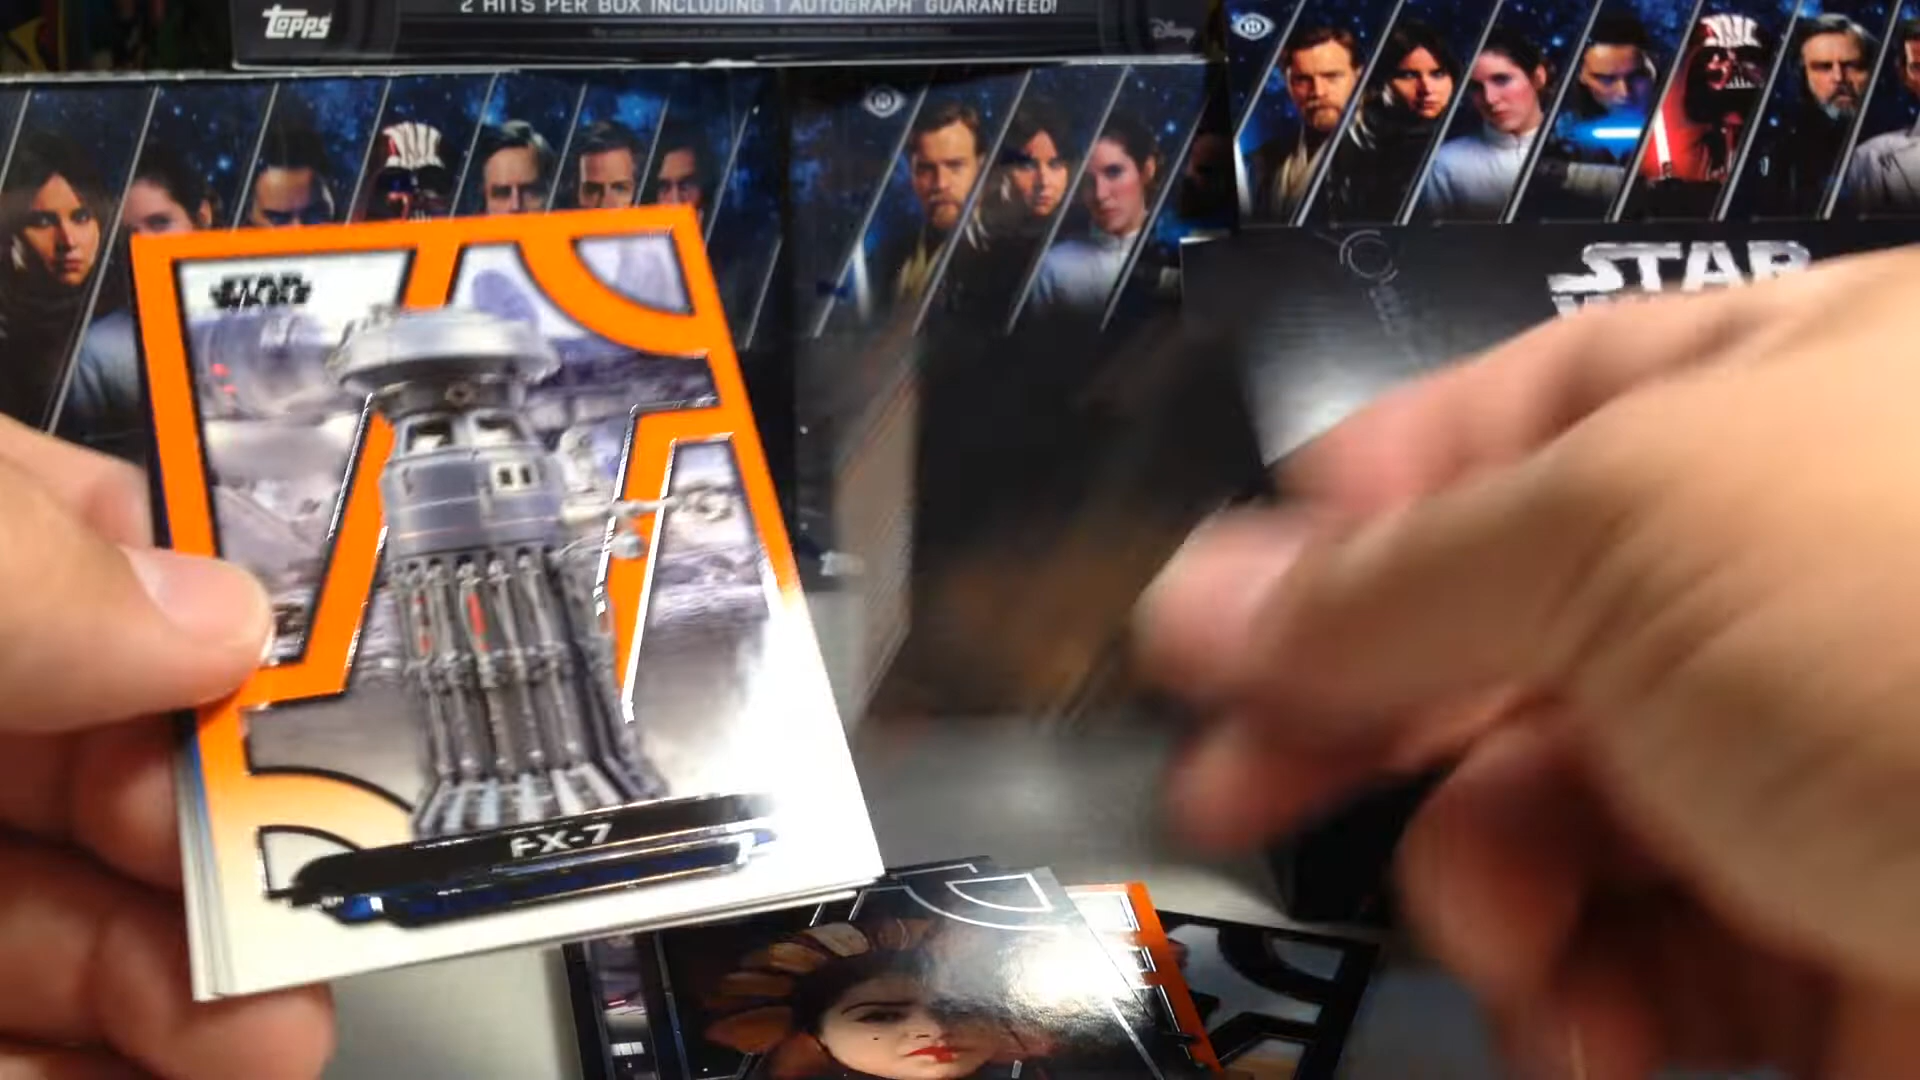 2 HITS PER BOX INCLUDING 1 AUTOGRAPH GUARANTEED!
topps
Disney
STAR
STAR
WARS
FX-7